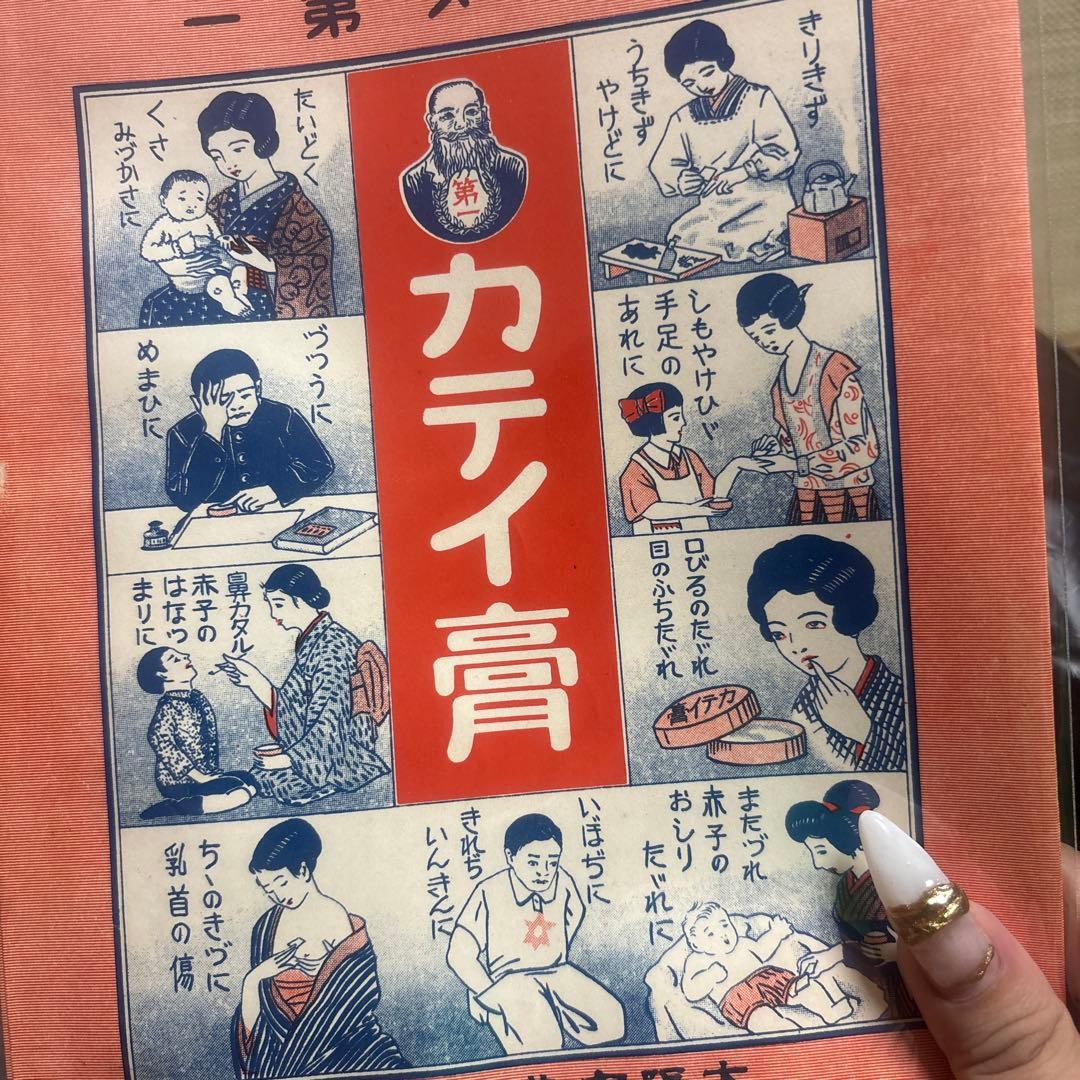 第一
第一
カテイ膏
きりきず
うちきず
やけどに
たいどく
くさ
みづかさに
しもやけひゞ
手足の
あれに
づつうに
めまひに
口びるのたゞれ
目のふちたゞれ
カテイ膏
鼻カタル
赤子の
はなづ
まりに
またづれ
赤子の
おしり
たゞれに
いぼぢに
きれぢ
いんきんに
ちゝのきづに
乳首の傷